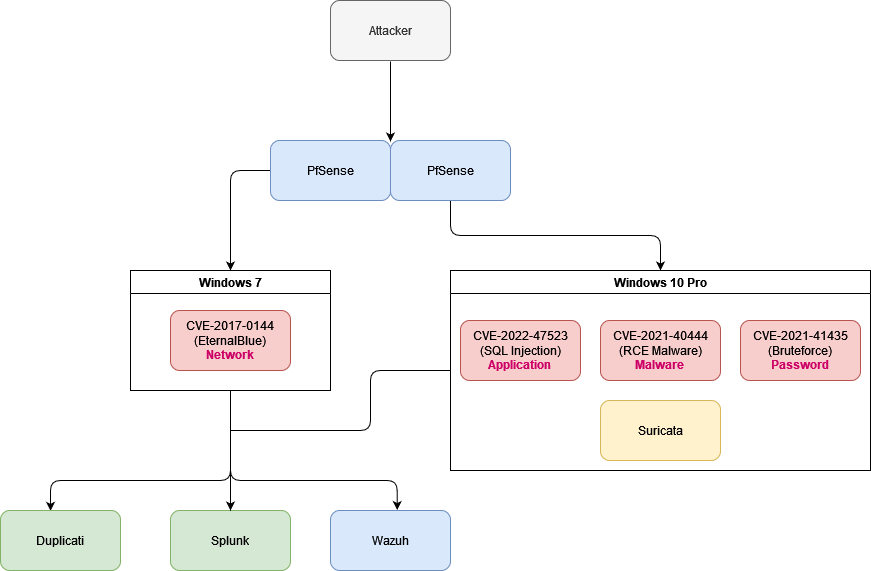 Attacker
PfSense
PfSense
Windows 7
CVE-2017-0144
(EternalBlue)
Network
Windows 10 Pro
CVE-2022-47523
(SQL Injection)
Application
CVE-2021-40444
(RCE Malware)
Malware
CVE-2021-41435
(Bruteforce)
Password
Suricata
Duplicati
Splunk
Wazuh